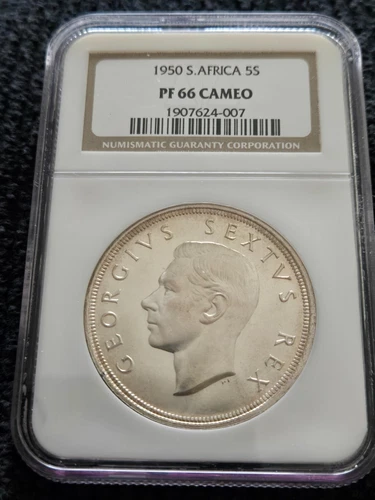 1950 S.AFRICA 5S
PF 66 CAMEO
1907624-007
NUMISMATIC GUARANTY CORPORATION
GEORGIVS SEXTVS REX